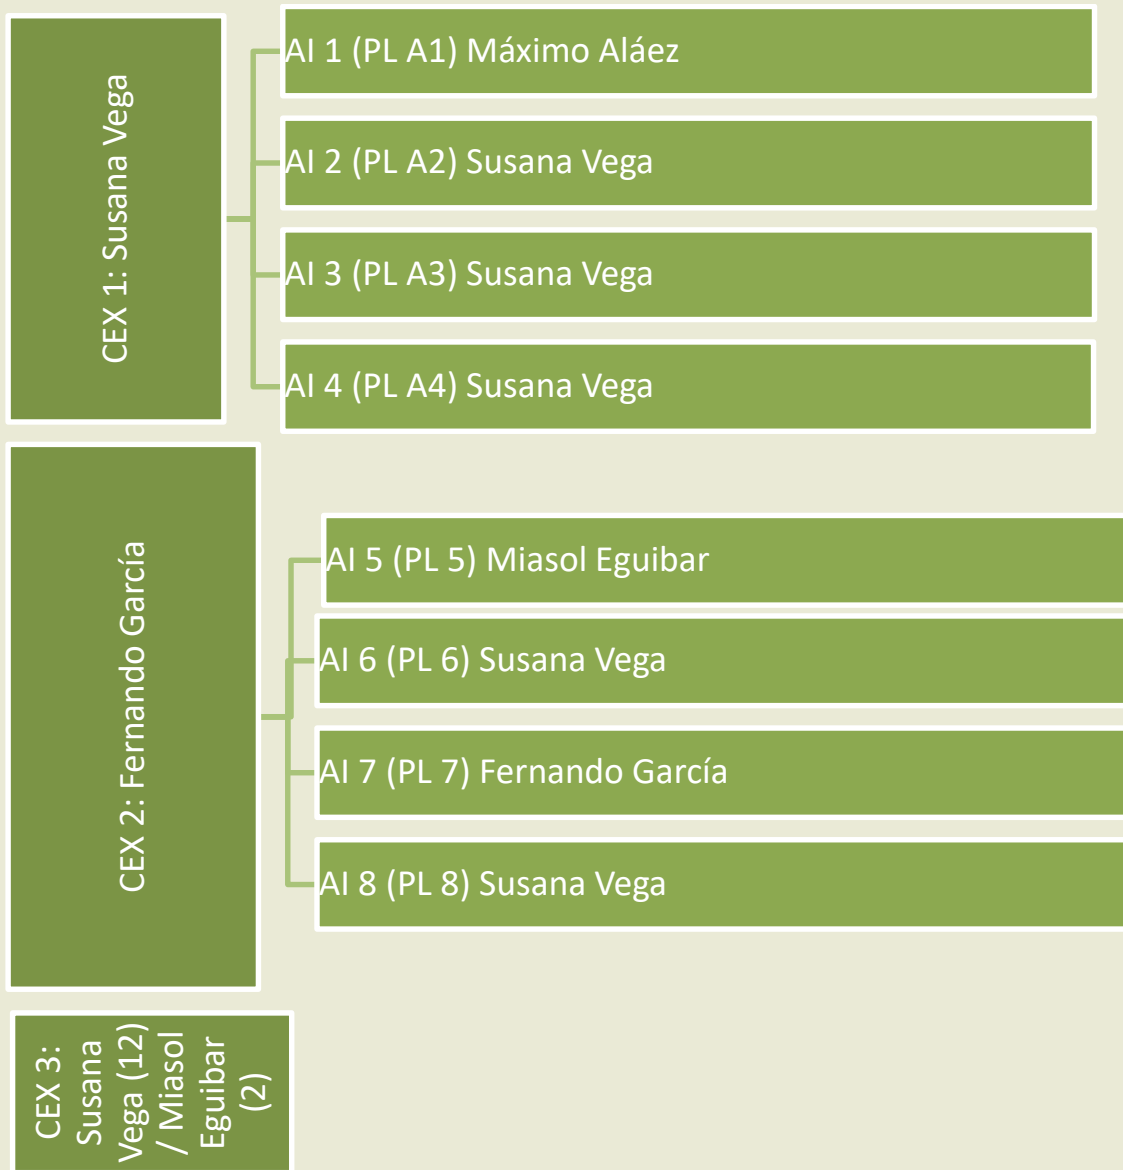 CEX 1: Susana Vega
AI 1 (PL A1) Máximo Aláez
AI 2 (PL A2) Susana Vega
AI 3 (PL A3) Susana Vega
AI 4 (PL A4) Susana Vega
CEX 2: Fernando García
AI 5 (PL 5) Miasol Eguibar
AI 6 (PL 6) Susana Vega
AI 7 (PL 7) Fernando García
AI 8 (PL 8) Susana Vega
CEX 3:
Susana
Vega (12)
/ Miasol
Eguibar
(2)